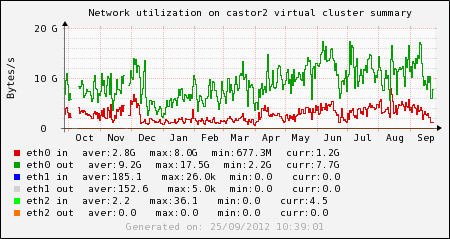 Network utilization on castor2 virtual cluster summary
Bytes/s
20 G
10 G
0
Oct Nov Dec Jan Feb Mar Apr May Jun Jul Aug Sep
eth0 in aver:2.8G max:8.0G min:677.3M curr:1.2G
eth0 out aver:9.2G max:17.5G min:2.2G curr:7.7G
eth1 in aver:185.1 max:26.0k min:0.0 curr:0.0
eth1 out aver:152.6 max:5.0k min:0.0 curr:0.0
eth2 in aver:2.2 max:36.1 min:0.0 curr:4.5
eth2 out aver:0.0 max:0.0 min:0.0 curr:0.0
Generated on: 25/09/2012 10:39:01